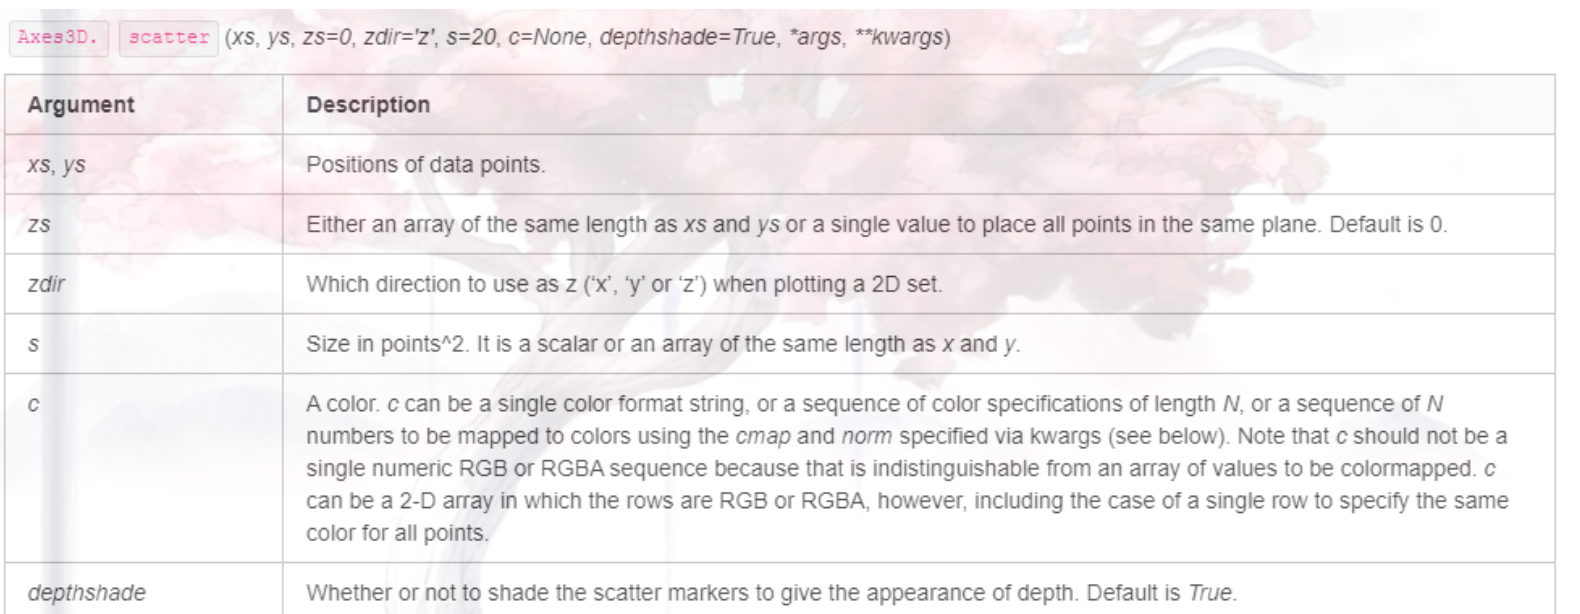 Axes3D. scatter (xs, ys, zs=0, zdir='z', s=20, c=None, depthshade=True, *args, **kwargs)
Argument Description
xs, ys Positions of data points.
zs Either an array of the same length as xs and ys or a single value to place all points in the same plane. Default is 0.
zdir Which direction to use as z (‘x’, ‘y’ or ‘z’) when plotting a 2D set.
s Size in points^2. It is a scalar or an array of the same length as x and y.
c A color. c can be a single color format string, or a sequence of color specifications of length N, or a sequence of N
numbers to be mapped to colors using the cmap and norm specified via kwargs (see below). Note that c should not be a
single numeric RGB or RGBA sequence because that is indistinguishable from an array of values to be colormapped. c
can be a 2-D array in which the rows are RGB or RGBA, however, including the case of a single row to specify the same
color for all points.
depthshade Whether or not to shade the scatter markers to give the appearance of depth. Default is True.